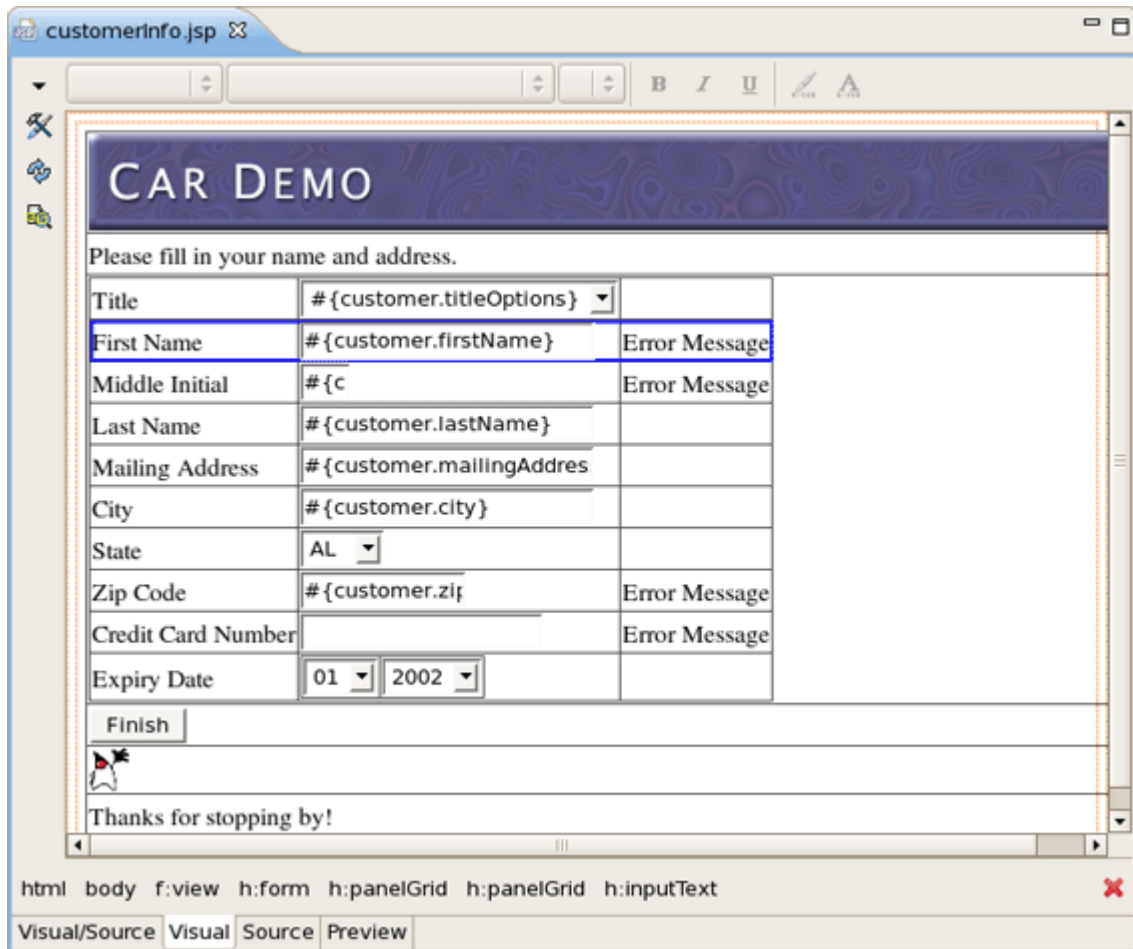 customerInfo.jsp
B I U A
CAR DEMO
Please fill in your name and address.
Title #{customer.titleOptions}
First Name #{customer.firstName} Error Message
Middle Initial #{c Error Message
Last Name #{customer.lastName}
Mailing Address #{customer.mailingAddres
City #{customer.city}
State AL
Zip Code #{customer.zip Error Message
Credit Card Number Error Message
Expiry Date 01 2002
Finish
Thanks for stopping by!
html body f:view h:form h:panelGrid h:panelGrid h:inputText
Visual/Source Visual Source Preview